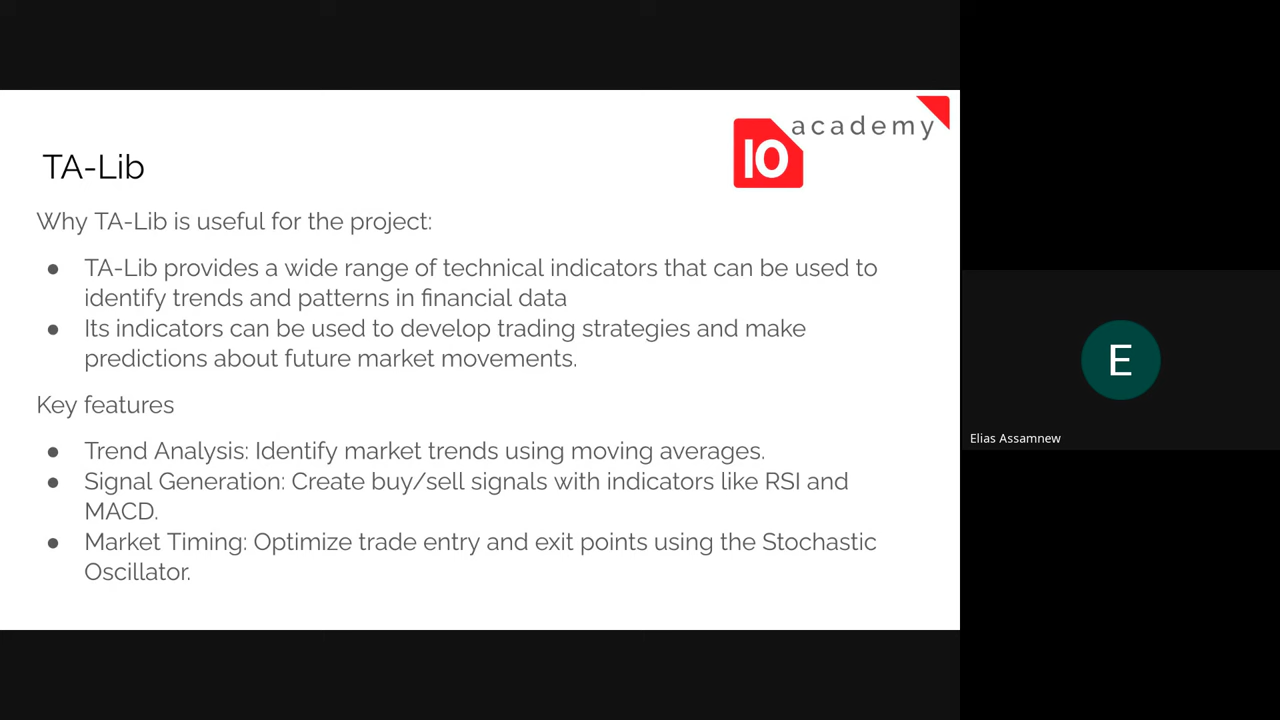 academy
10
TA-Lib
Why TA-Lib is useful for the project:
● TA-Lib provides a wide range of technical indicators that can be used to
identify trends and patterns in financial data
● Its indicators can be used to develop trading strategies and make
predictions about future market movements.
Key features
● Trend Analysis: Identify market trends using moving averages.
● Signal Generation: Create buy/sell signals with indicators like RSI and
MACD.
● Market Timing: Optimize trade entry and exit points using the Stochastic
Oscillator.
E
Elias Assamnew